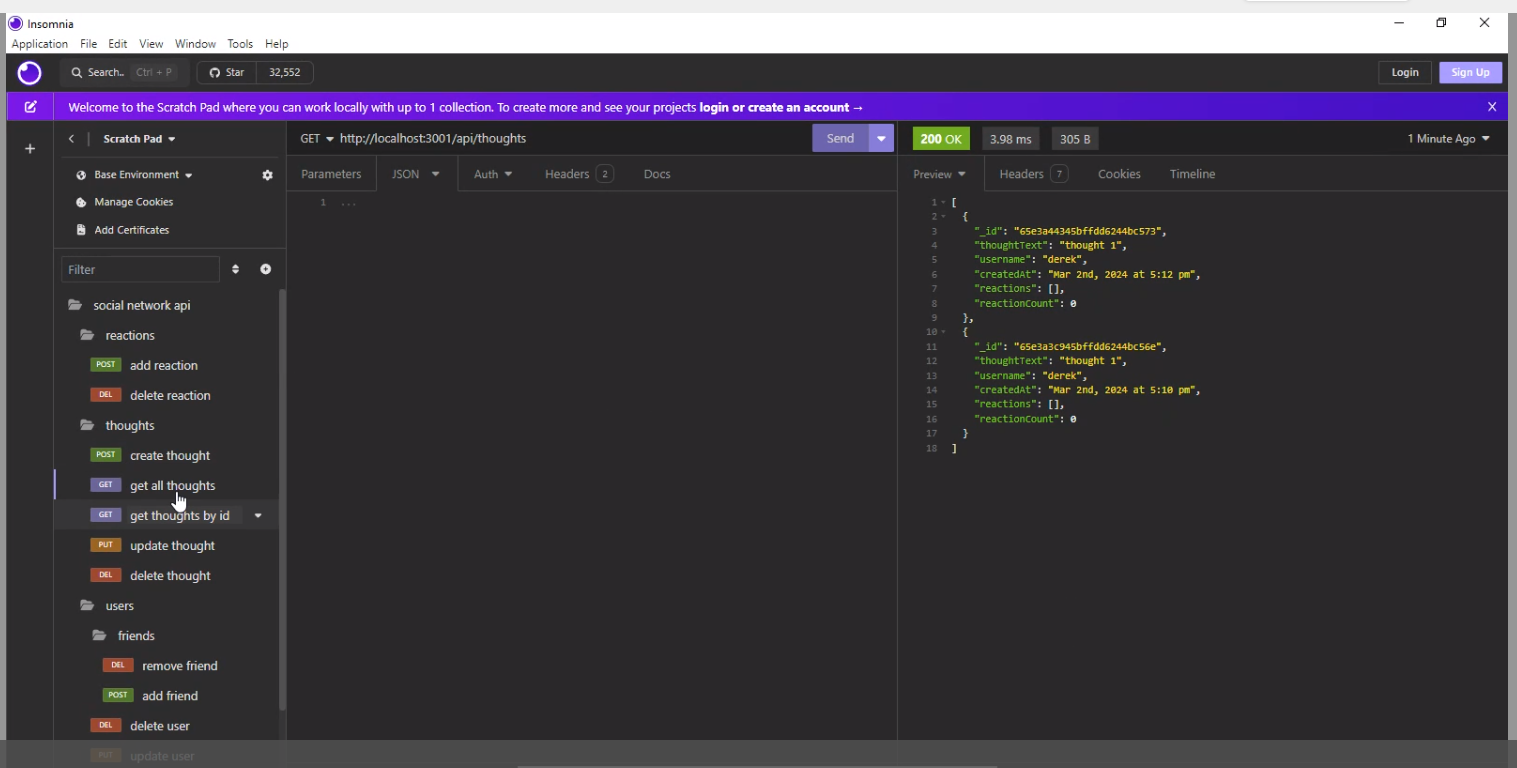 Insomnia
Application File Edit View Window Tools Help
Search.. Ctrl + P Star 32,552 Login Sign Up
Welcome to the Scratch Pad where you can work locally with up to 1 collection. To create more and see your projects login or create an account →
Scratch Pad
Base Environment
Manage Cookies
Add Certificates
Filter
social network api
reactions
POST add reaction
DEL delete reaction
thoughts
POST create thought
GET get all thoughts
GET get thoughts by id
PUT update thought
DEL delete thought
users
friends
DEL remove friend
POST add friend
DEL delete user
PUT update user
GET http://localhost:3001/api/thoughts Send
Parameters JSON Auth Headers 2 Docs
1 ...
200 OK 3.98 ms 305 B 1 Minute Ago
Preview Headers 7 Cookies Timeline
1 [
2 {
3 "_id": "65e3a44345bffdd6244bc573",
4 "thoughtText": "thought 1",
5 "username": "derek",
6 "createdAt": "Mar 2nd, 2024 at 5:12 pm",
7 "reactions": [],
8 "reactionCount": 0
9 },
10 {
11 "_id": "65e3a3c945bffdd6244bc56e",
12 "thoughtText": "thought 1",
13 "username": "derek",
14 "createdAt": "Mar 2nd, 2024 at 5:10 pm",
15 "reactions": [],
16 "reactionCount": 0
17 }
18 ]